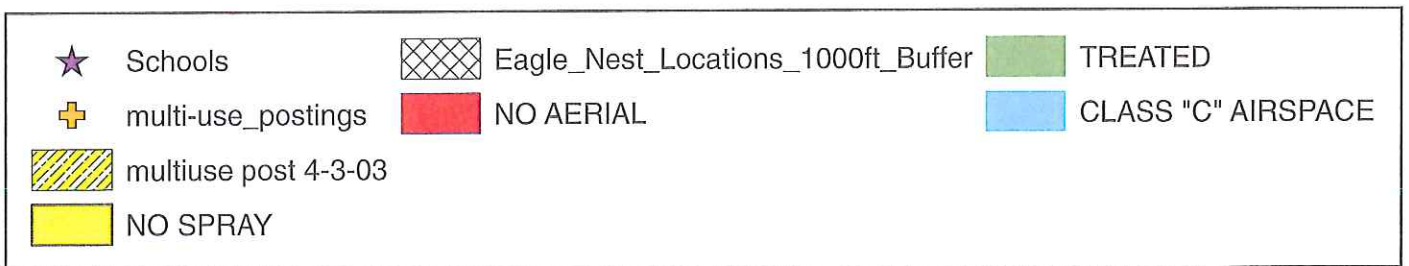 Schools
multi-use_postings
multiuse post 4-3-03
NO SPRAY
Eagle_Nest_Locations_1000ft_Buffer
NO AERIAL
TREATED
CLASS "C" AIRSPACE